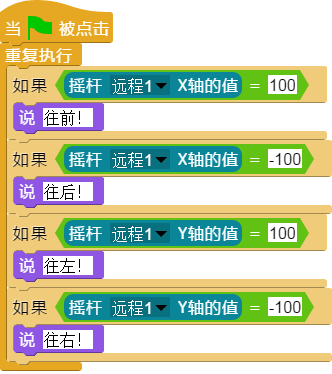 当 被点击
重复执行
如果 摇杆 远程1 X轴的值 = 100
说 往前!
如果 摇杆 远程1 X轴的值 = -100
说 往后!
如果 摇杆 远程1 Y轴的值 = 100
说 往左!
如果 摇杆 远程1 Y轴的值 = -100
说 往右!